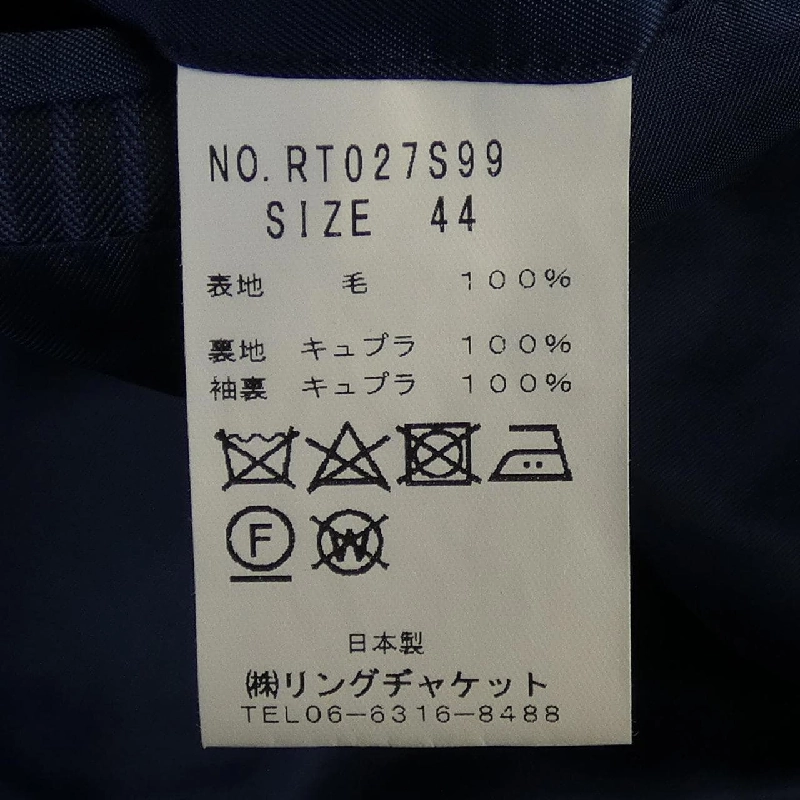 NO.RT027S99
SIZE 44
表地 毛 100%
裏地 キュプラ 100%
袖裏 キュプラ 100%
F W
日本製
㈱リングヂャケット
TEL06-6316-8488